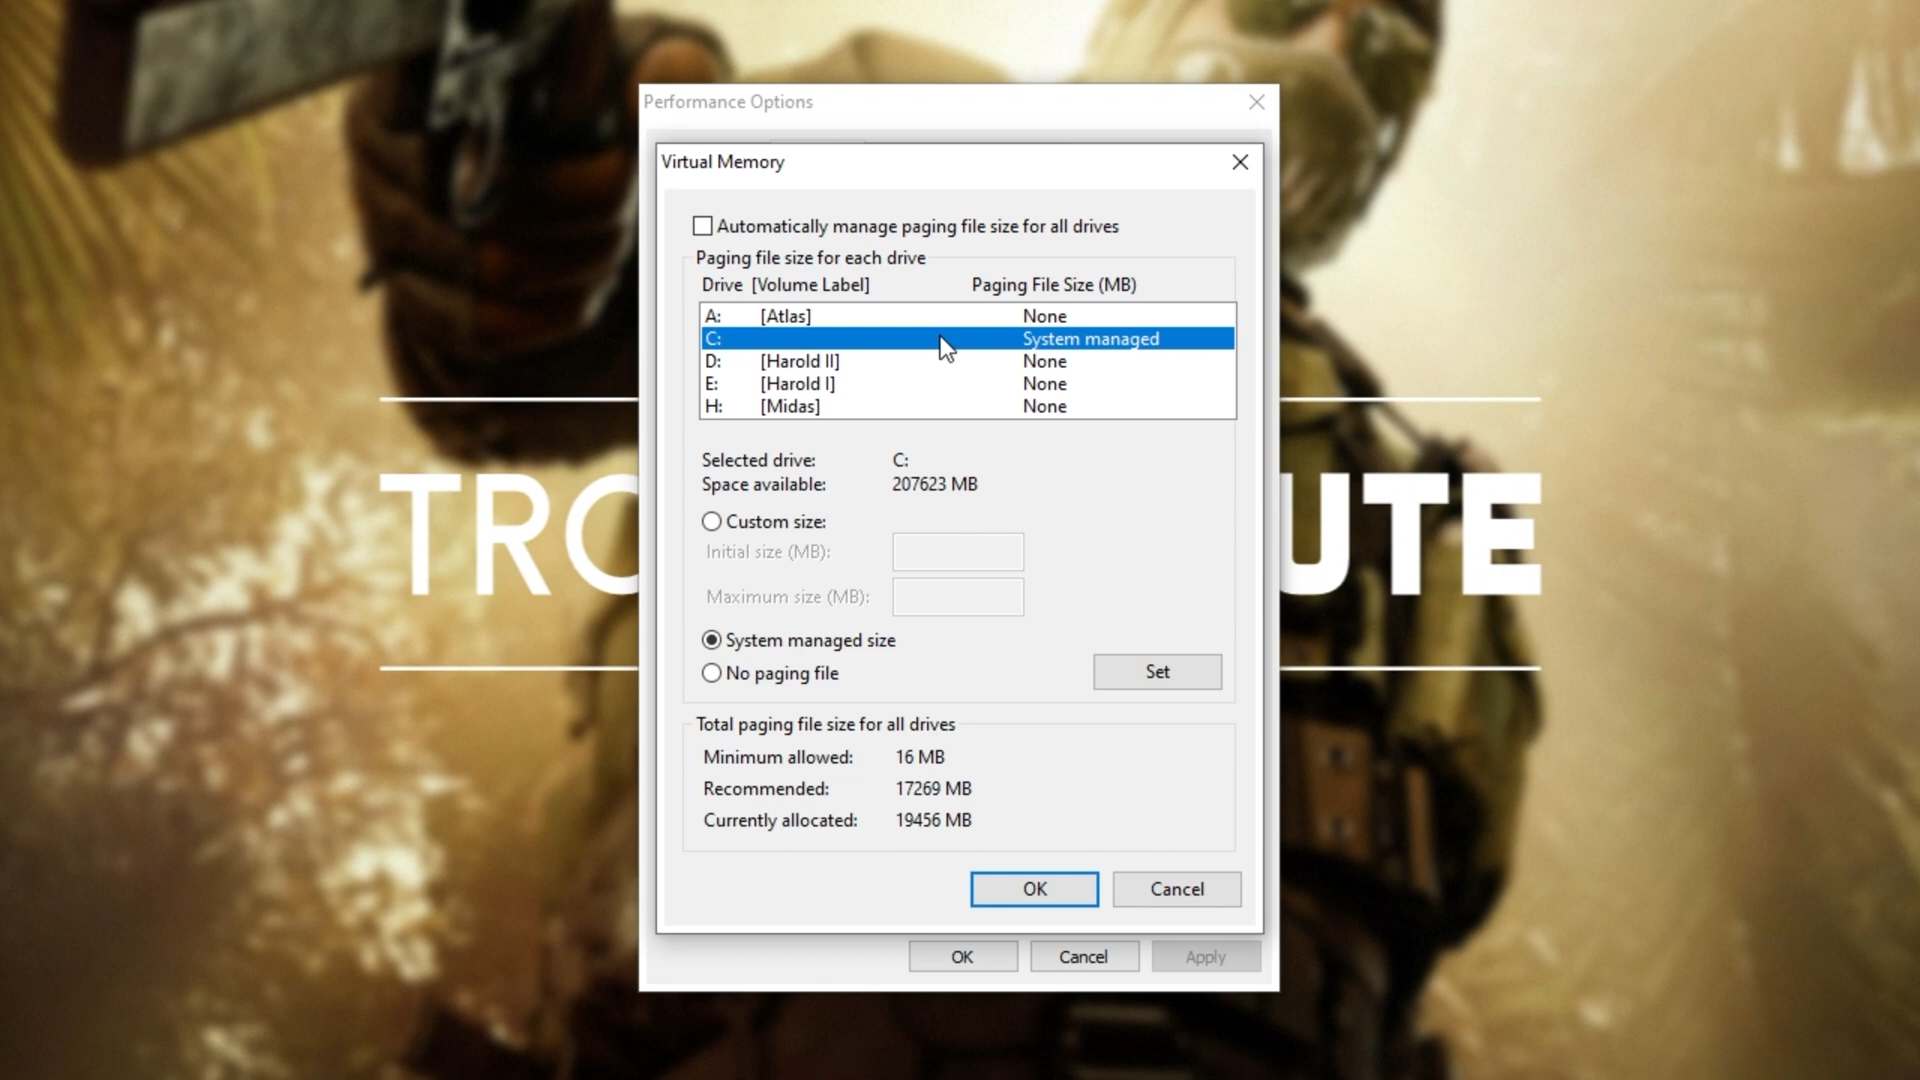 Performance Options
Virtual Memory
Automatically manage paging file size for all drives
Paging file size for each drive
Drive [Volume Label] Paging File Size (MB)
A: [Atlas] None
C: System managed
D: [Harold II] None
E: [Harold I] None
H: [Midas] None
Selected drive: C:
Space available: 207623 MB
Custom size:
Initial size (MB):
Maximum size (MB):
TRO UTE
System managed size
No paging file
Set
Total paging file size for all drives
Minimum allowed: 16 MB
Recommended: 17269 MB
Currently allocated: 19456 MB
OK Cancel
OK Cancel Apply